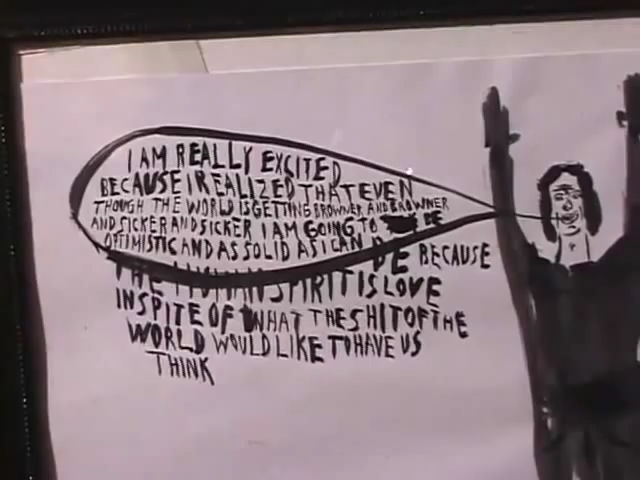 I AM REALLY EXCITED
BECAUSE I REALIZED THAT EVEN
THOUGH THE WORLD IS GETTING BROWNER AND BROWNER
AND SICKER AND SICKER I AM GOING TO BE
OPTIMISTIC AND AS SOLID AS I CAN BE BECAUSE
THE HUMAN SPIRIT IS LOVE
INSPITE OF WHAT THE SHIT OF THE
WORLD WOULD LIKE TO HAVE US
THINK